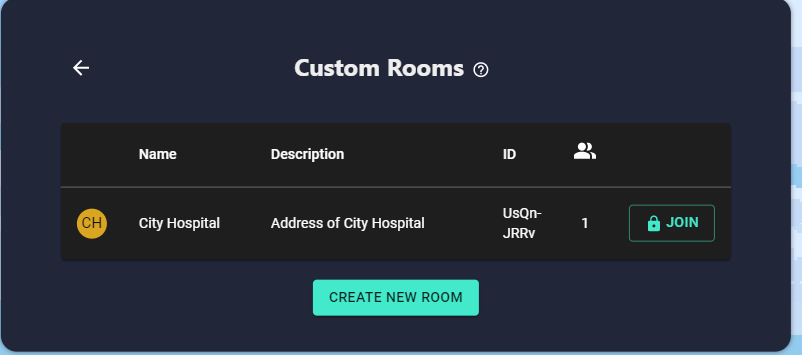 Custom Rooms
Name Description ID
CH City Hospital Address of City Hospital UsQn-
JRRv 1 JOIN
CREATE NEW ROOM